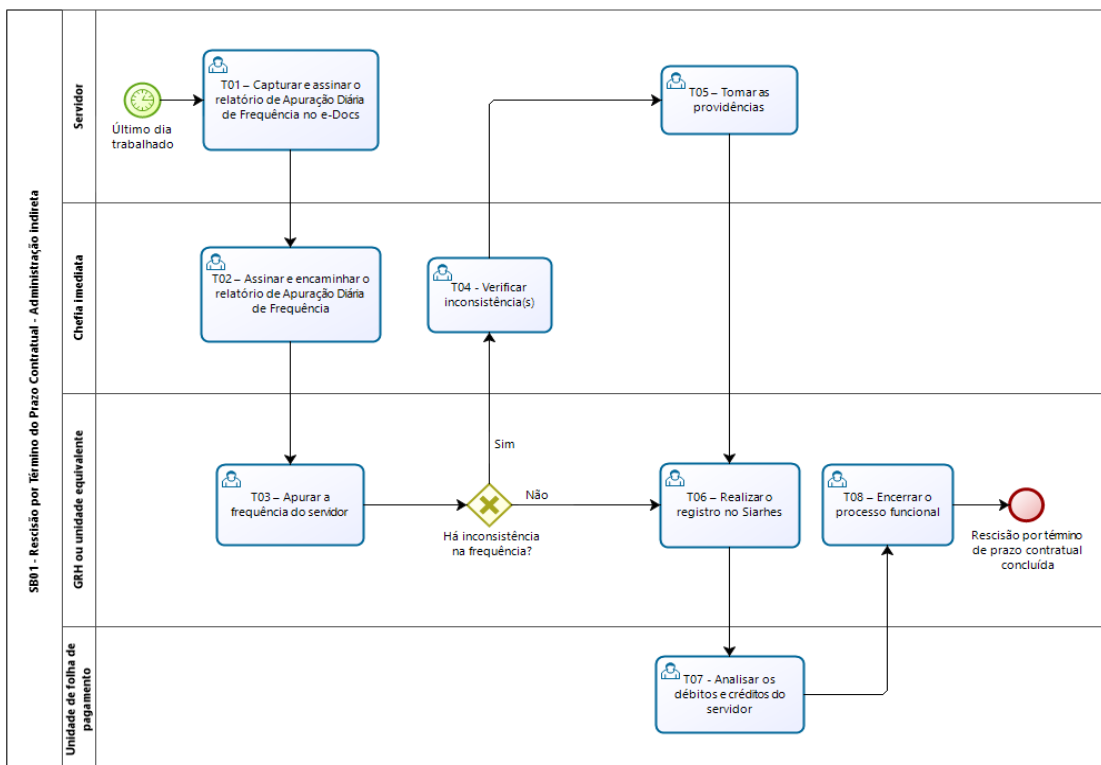 SB01 - Rescisão por Término do Prazo Contratual - Administração indireta
Servidor
Último dia
trabalhado
T01 – Capturar e assinar o
relatório de Apuração Diária
de Frequência no e-Docs
T05 – Tomar as
providências
Chefia imediata
T02 – Assinar e encaminhar o
relatório de Apuração Diária
de Frequência
T04 - Verificar
inconsistência(s)
GRH ou unidade equivalente
T03 – Apurar a
frequência do servidor
Sim
Não
Há inconsistência
na frequência?
T06 – Realizar o
registro no Siarhes
T08 – Encerrar o
processo funcional
Rescisão por término
de prazo contratual
concluída
Unidade de folha de
pagamento
T07 - Analisar os
débitos e créditos do
servidor